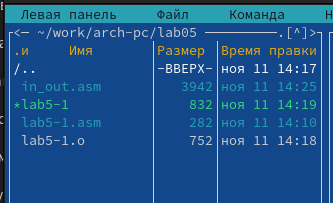 Левая панель Файл Команда
<─ ~/work/arch-pc/lab05 ─.[^]>
.и Имя Размер Время правки
/.. -ВВЕРХ- ноя 11 14:17
in_out.asm 3942 ноя 11 14:25
*lab5-1 832 ноя 11 14:19
lab5-1.asm 282 ноя 11 14:10
lab5-1.o 752 ноя 11 14:18